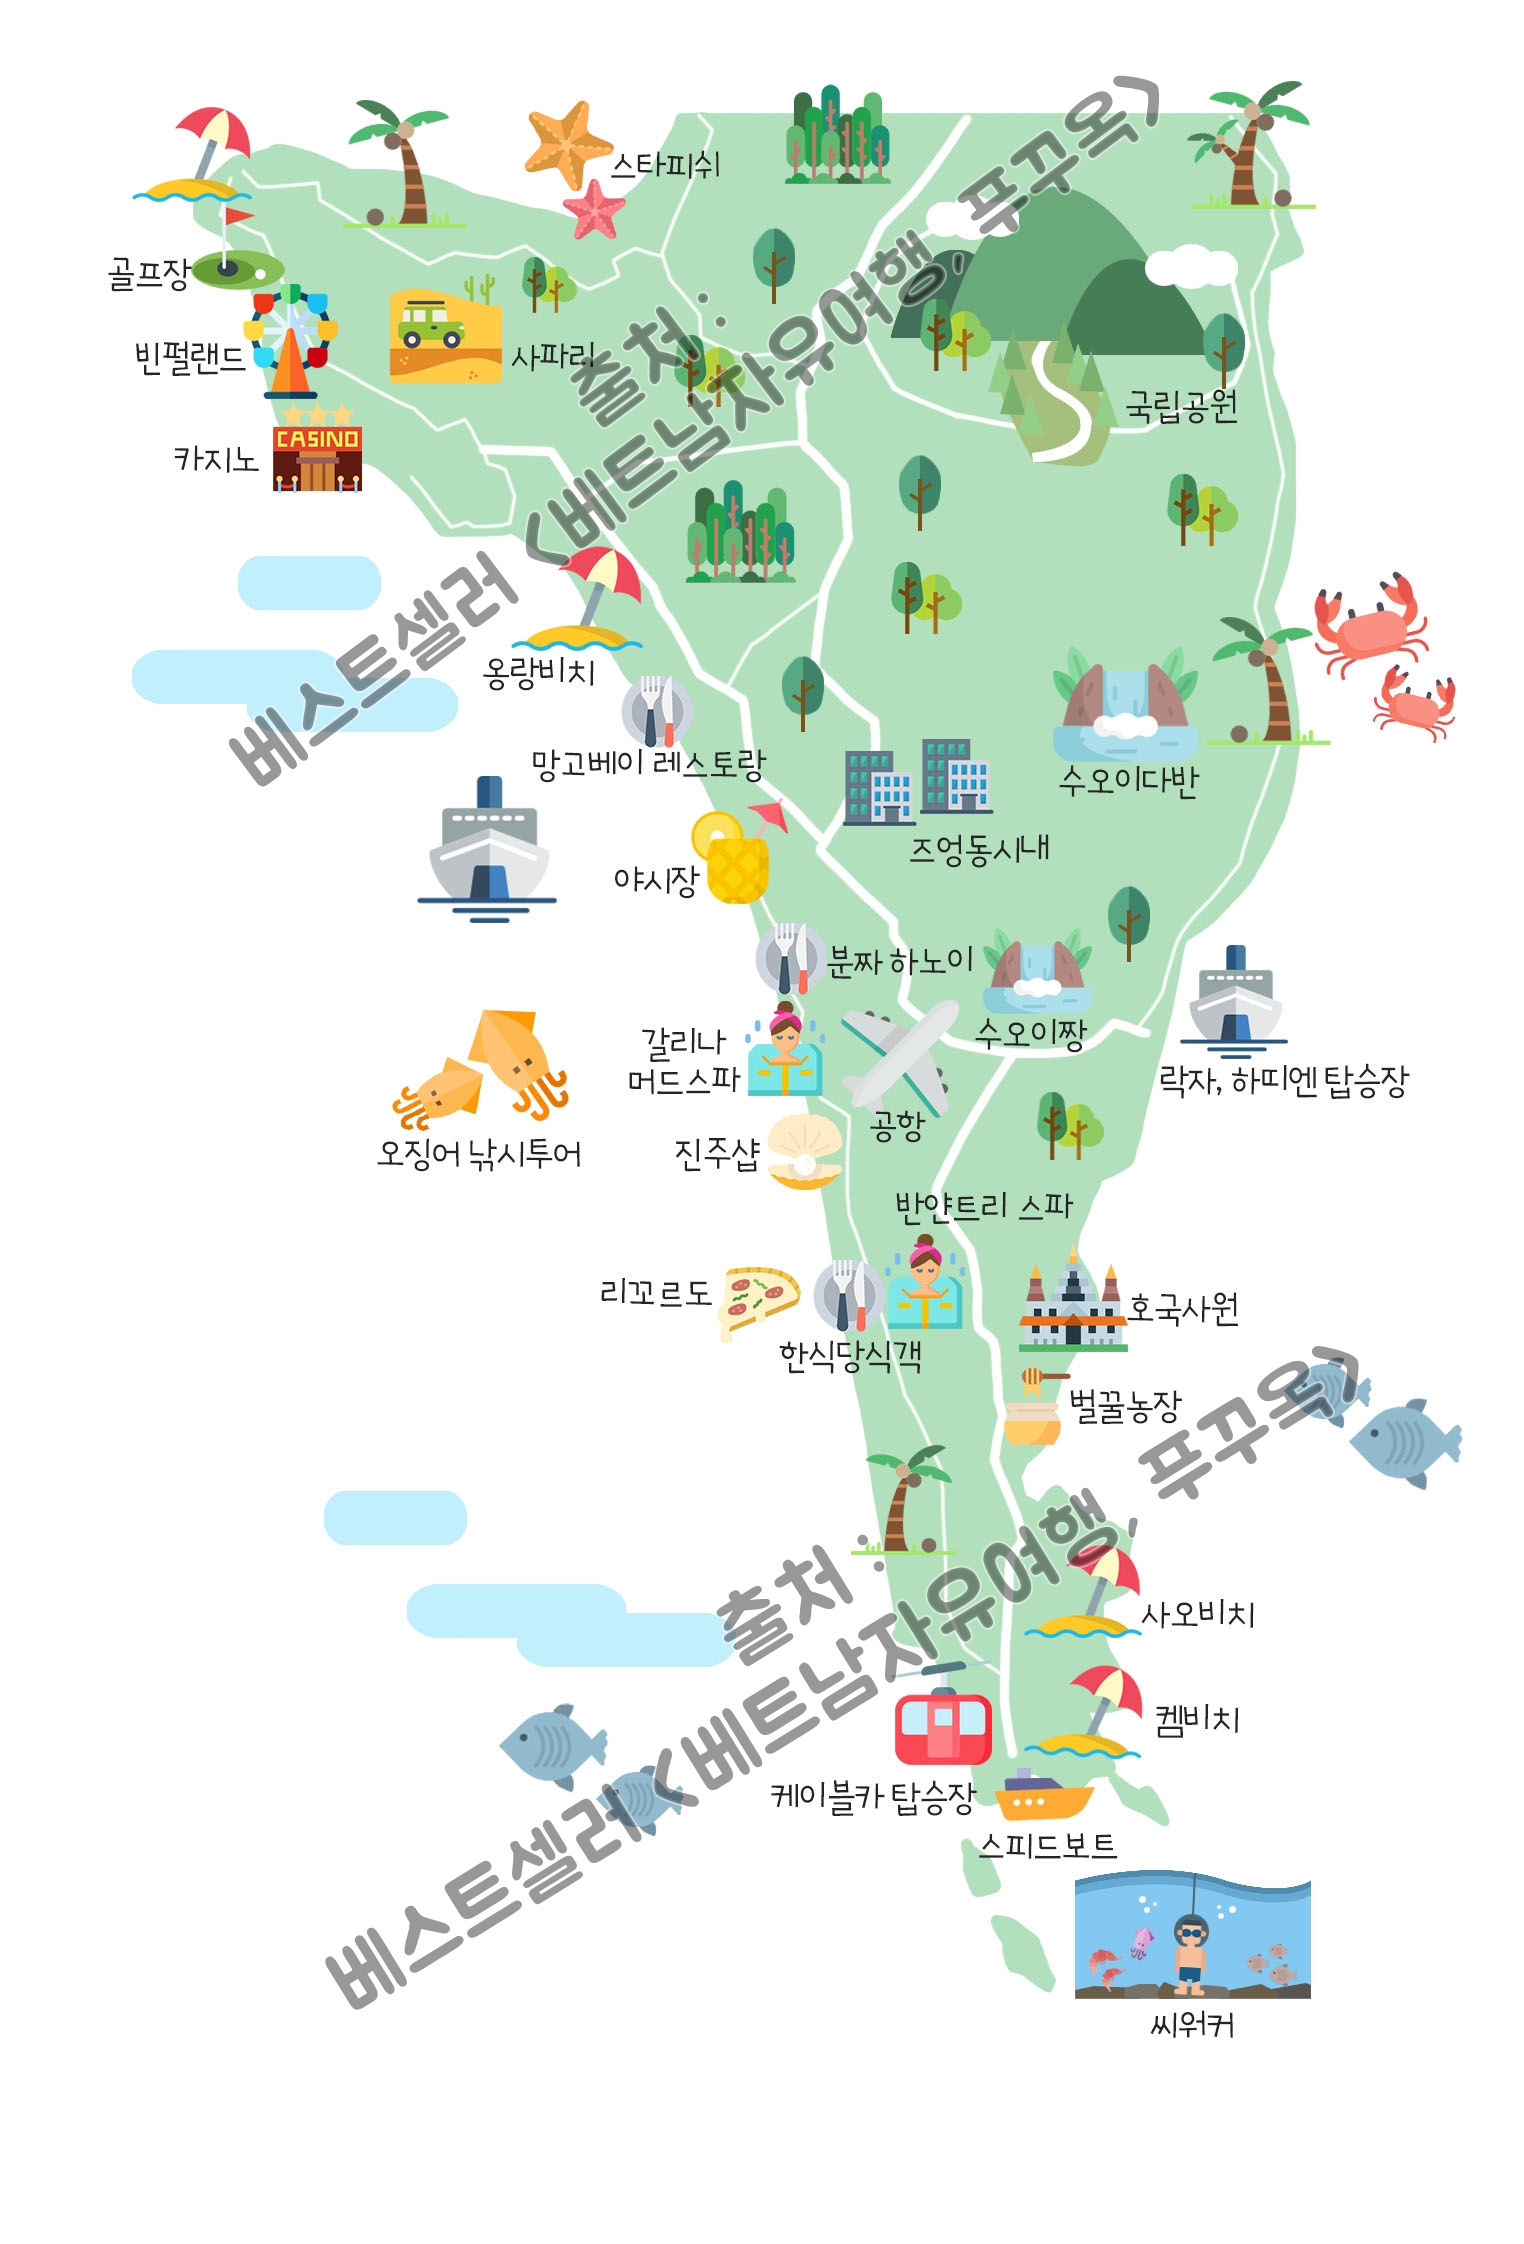 스타피쉬
골프장
빈펄랜드
사파리
카지노
CASINO
국립공원
출처 :
베스트셀러 <베트남자유여행, 푸꾸옥>
옹랑비치
망고베이 레스토랑
수오이다반
즈엉동시내
야시장
분짜 하노이
수오이짱
갈리나
머드스파
락자, 하띠엔 탑승장
공항
오징어 낚시투어
진주샵
반얀트리 스파
리꼬르도
호국사원
한식당식객
벌꿀농장
출처 :
베스트셀러 <베트남자유여행, 푸꾸옥>
사오비치
켐비치
케이블카 탑승장
스피드보트
씨워커